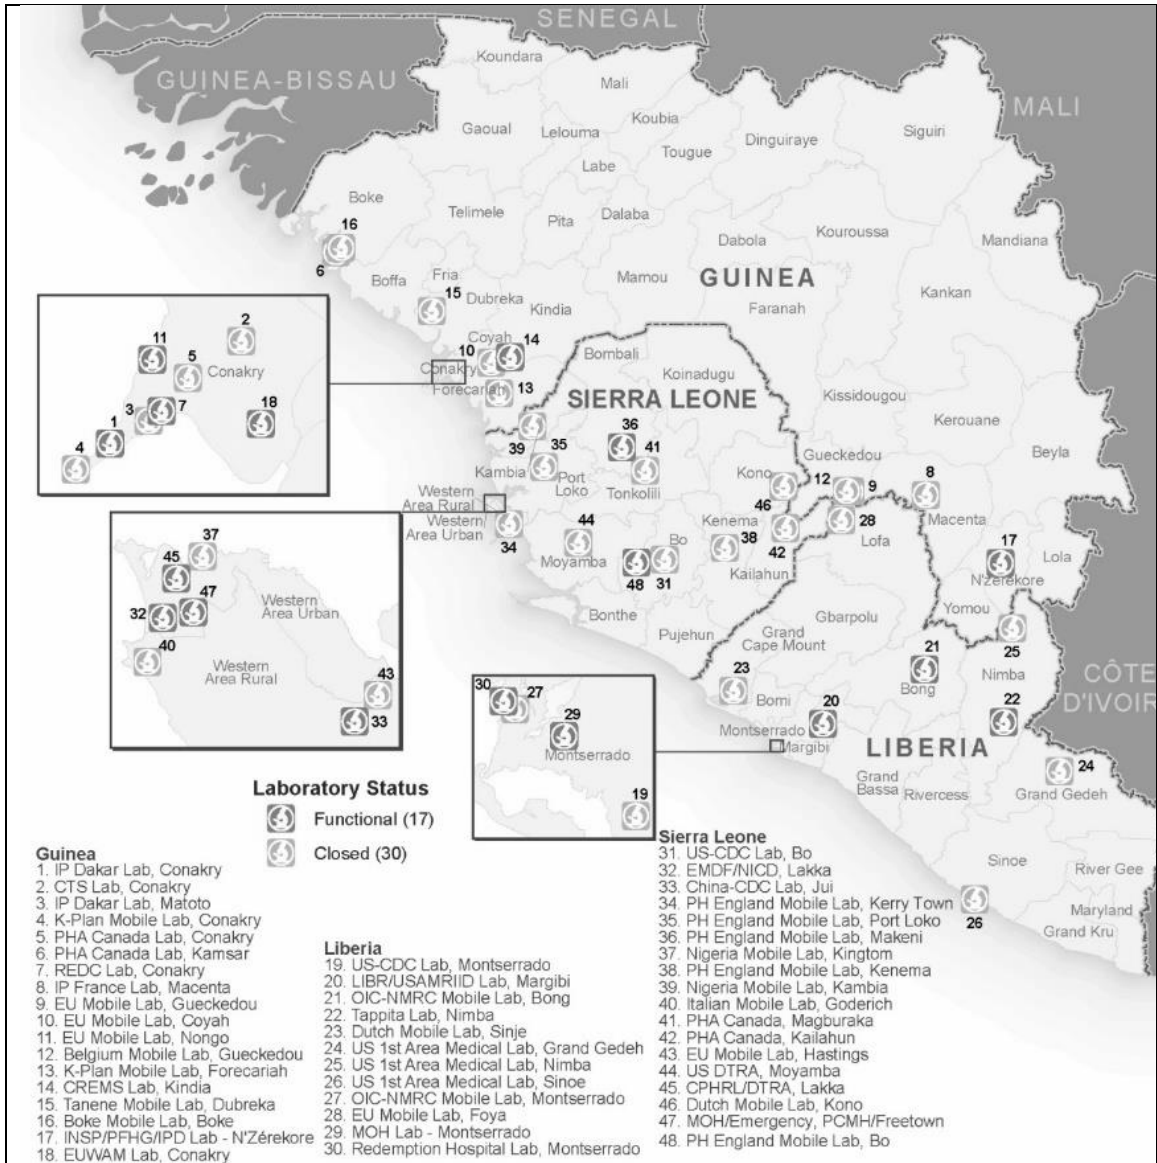 SENEGAL
GUINEA-BISSAU
MALI
Koundara
Mali
Gaoual
Lelouma
Koubia
Dinguiraye
Siguiri
Labe
Tougue
Boke
Telimele
Pita
Dalaba
Dabola
Kouroussa
Mandiana
16
6
Boffa
Fria
15
Dubreka
Kindia
Mamou
GUINEA
Faranah
Kankan
Coyah
10
14
Conakry
Forecariah
13
Bombali
Koinadugu
SIERRA LEONE
Kissidougou
Kerouane
Beyla
11
2
5
Conakry
3
7
18
1
4
39
35
36
41
Kambia
Port
Loko
Tonkolili
Kono
Gueckedou
12
9
8
46
Macenta
Western
Area Rural
Western
Area Urban
34
44
Moyamba
Bo
48
31
Kenema
38
42
Kailahun
28
Lofa
17
Lola
N'zerekore
Yomou
Bonthe
Pujehun
Gbarpolu
Grand
Cape Mount
25
37
45
47
32
Western
Area Urban
40
Western
Area Rural
43
33
23
Bomi
20
21
Bong
Nimba
22
CÔTE
D'IVOIR
Montserrado
Margibi
LIBERIA
30
27
29
Montserrado
19
Grand
Bassa
Rivercess
24
Grand Gedeh
Sinoe
River Gee
26
Maryland
Grand Kru
Laboratory Status
Functional (17)
Closed (30)
Guinea
1. IP Dakar Lab, Conakry
2. CTS Lab, Conakry
3. IP Dakar Lab, Matoto
4. K-Plan Mobile Lab, Conakry
5. PHA Canada Lab, Conakry
6. PHA Canada Lab, Kamsar
7. REDC Lab, Conakry
8. IP France Lab, Macenta
9. EU Mobile Lab, Gueckedou
10. EU Mobile Lab, Coyah
11. EU Mobile Lab, Nongo
12. Belgium Mobile Lab, Gueckedou
13. K-Plan Mobile Lab, Forecariah
14. CREMS Lab, Kindia
15. Tanene Mobile Lab, Dubreka
16. Boke Mobile Lab, Boke
17. INSP/PFHG/IPD Lab - N'Zérekore
18. EUWAM Lab, Conakry
Liberia
19. US-CDC Lab, Montserrado
20. LIBR/USAMRIID Lab, Margibi
21. OIC-NMRC Mobile Lab, Bong
22. Tappita Lab, Nimba
23. Dutch Mobile Lab, Sinje
24. US 1st Area Medical Lab, Grand Gedeh
25. US 1st Area Medical Lab, Nimba
26. US 1st Area Medical Lab, Sinoe
27. OIC-NMRC Mobile Lab, Montserrado
28. EU Mobile Lab, Foya
29. MOH Lab - Montserrado
30. Redemption Hospital Lab, Montserrado
Sierra Leone
31. US-CDC Lab, Bo
32. EMDF/NICD, Lakka
33. China-CDC Lab, Jui
34. PH England Mobile Lab, Kerry Town
35. PH England Mobile Lab, Port Loko
36. PH England Mobile Lab, Makeni
37. Nigeria Mobile Lab, Kingtom
38. PH England Mobile Lab, Kenema
39. Nigeria Mobile Lab, Kambia
40. Italian Mobile Lab, Goderich
41. PHA Canada, Magburaka
42. PHA Canada, Kailahun
43. EU Mobile Lab, Hastings
44. US DTRA, Moyamba
45. CPHRL/DTRA, Lakka
46. Dutch Mobile Lab, Kono
47. MOH/Emergency, PCMH/Freetown
48. PH England Mobile Lab, Bo